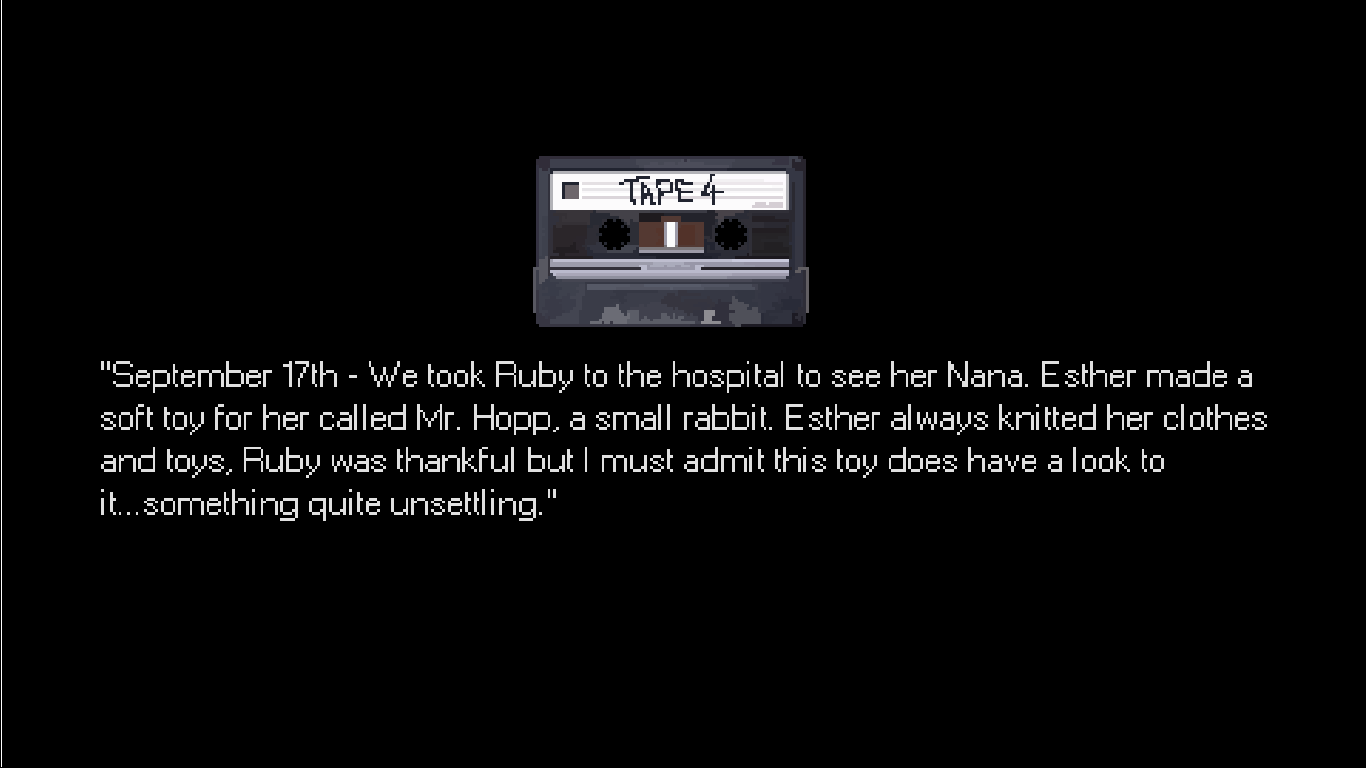 TAPE 4
"September 17th - We took Ruby to the hospital to see her Nana. Esther made a
soft toy for her called Mr. Hopp, a small rabbit. Esther always knitted her clothes
and toys, Ruby was thankful but I must admit this toy does have a look to
it...something quite unsettling."